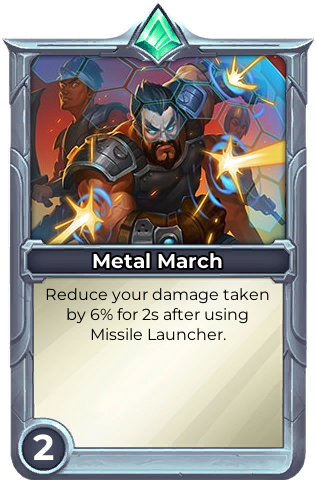 Metal March
Reduce your damage taken
by 6% for 2s after using
Missile Launcher.
2